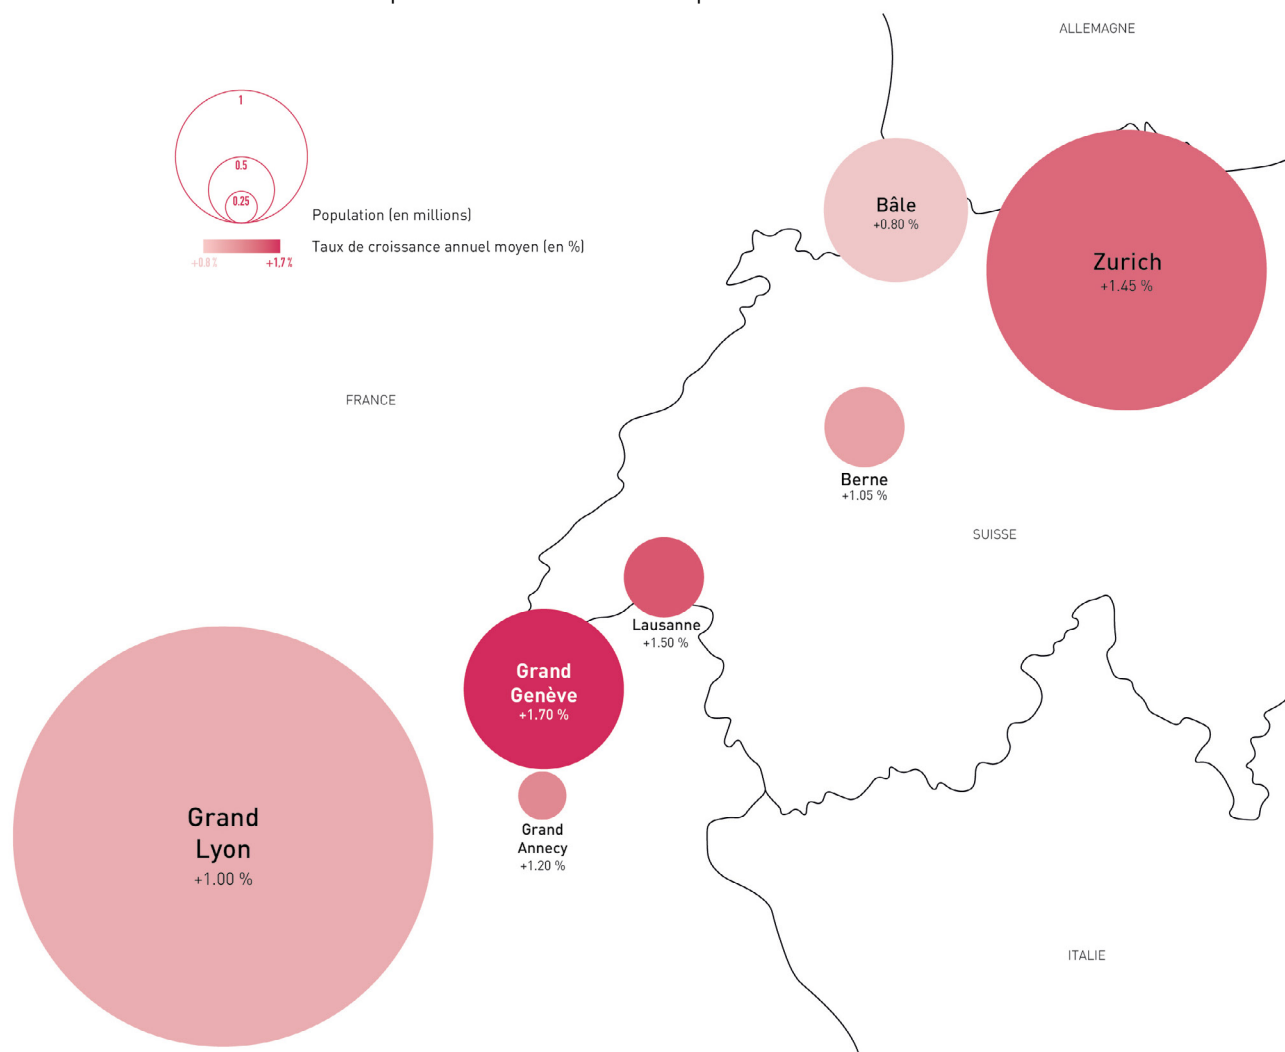 ALLEMAGNE
1
0.5
0.25
Population (en millions)
Taux de croissance annuel moyen (en %)
+0.8 %
+1,7 %
Bâle
+0.80 %
Zurich
+1.45 %
FRANCE
Berne
+1.05 %
SUISSE
Lausanne
+1.50 %
Grand
Genève
+1.70 %
Grand
Lyon
+1.00 %
Grand
Annecy
+1.20 %
ITALIE